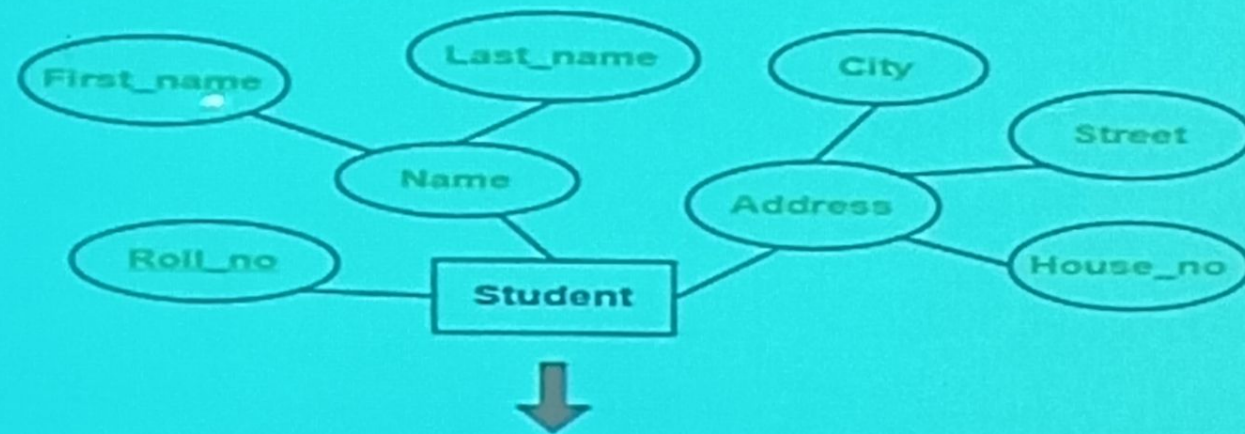 First_name
Last_name
City
Street
Name
Address
Roll_no
House_no
Student